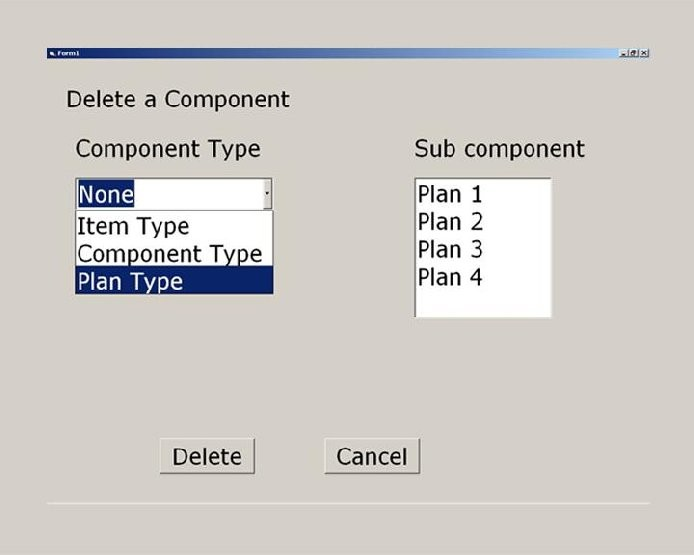 Form1
Delete a Component
Component Type
Sub component
None
Item Type
Component Type
Plan Type
Plan 1
Plan 2
Plan 3
Plan 4
Delete
Cancel